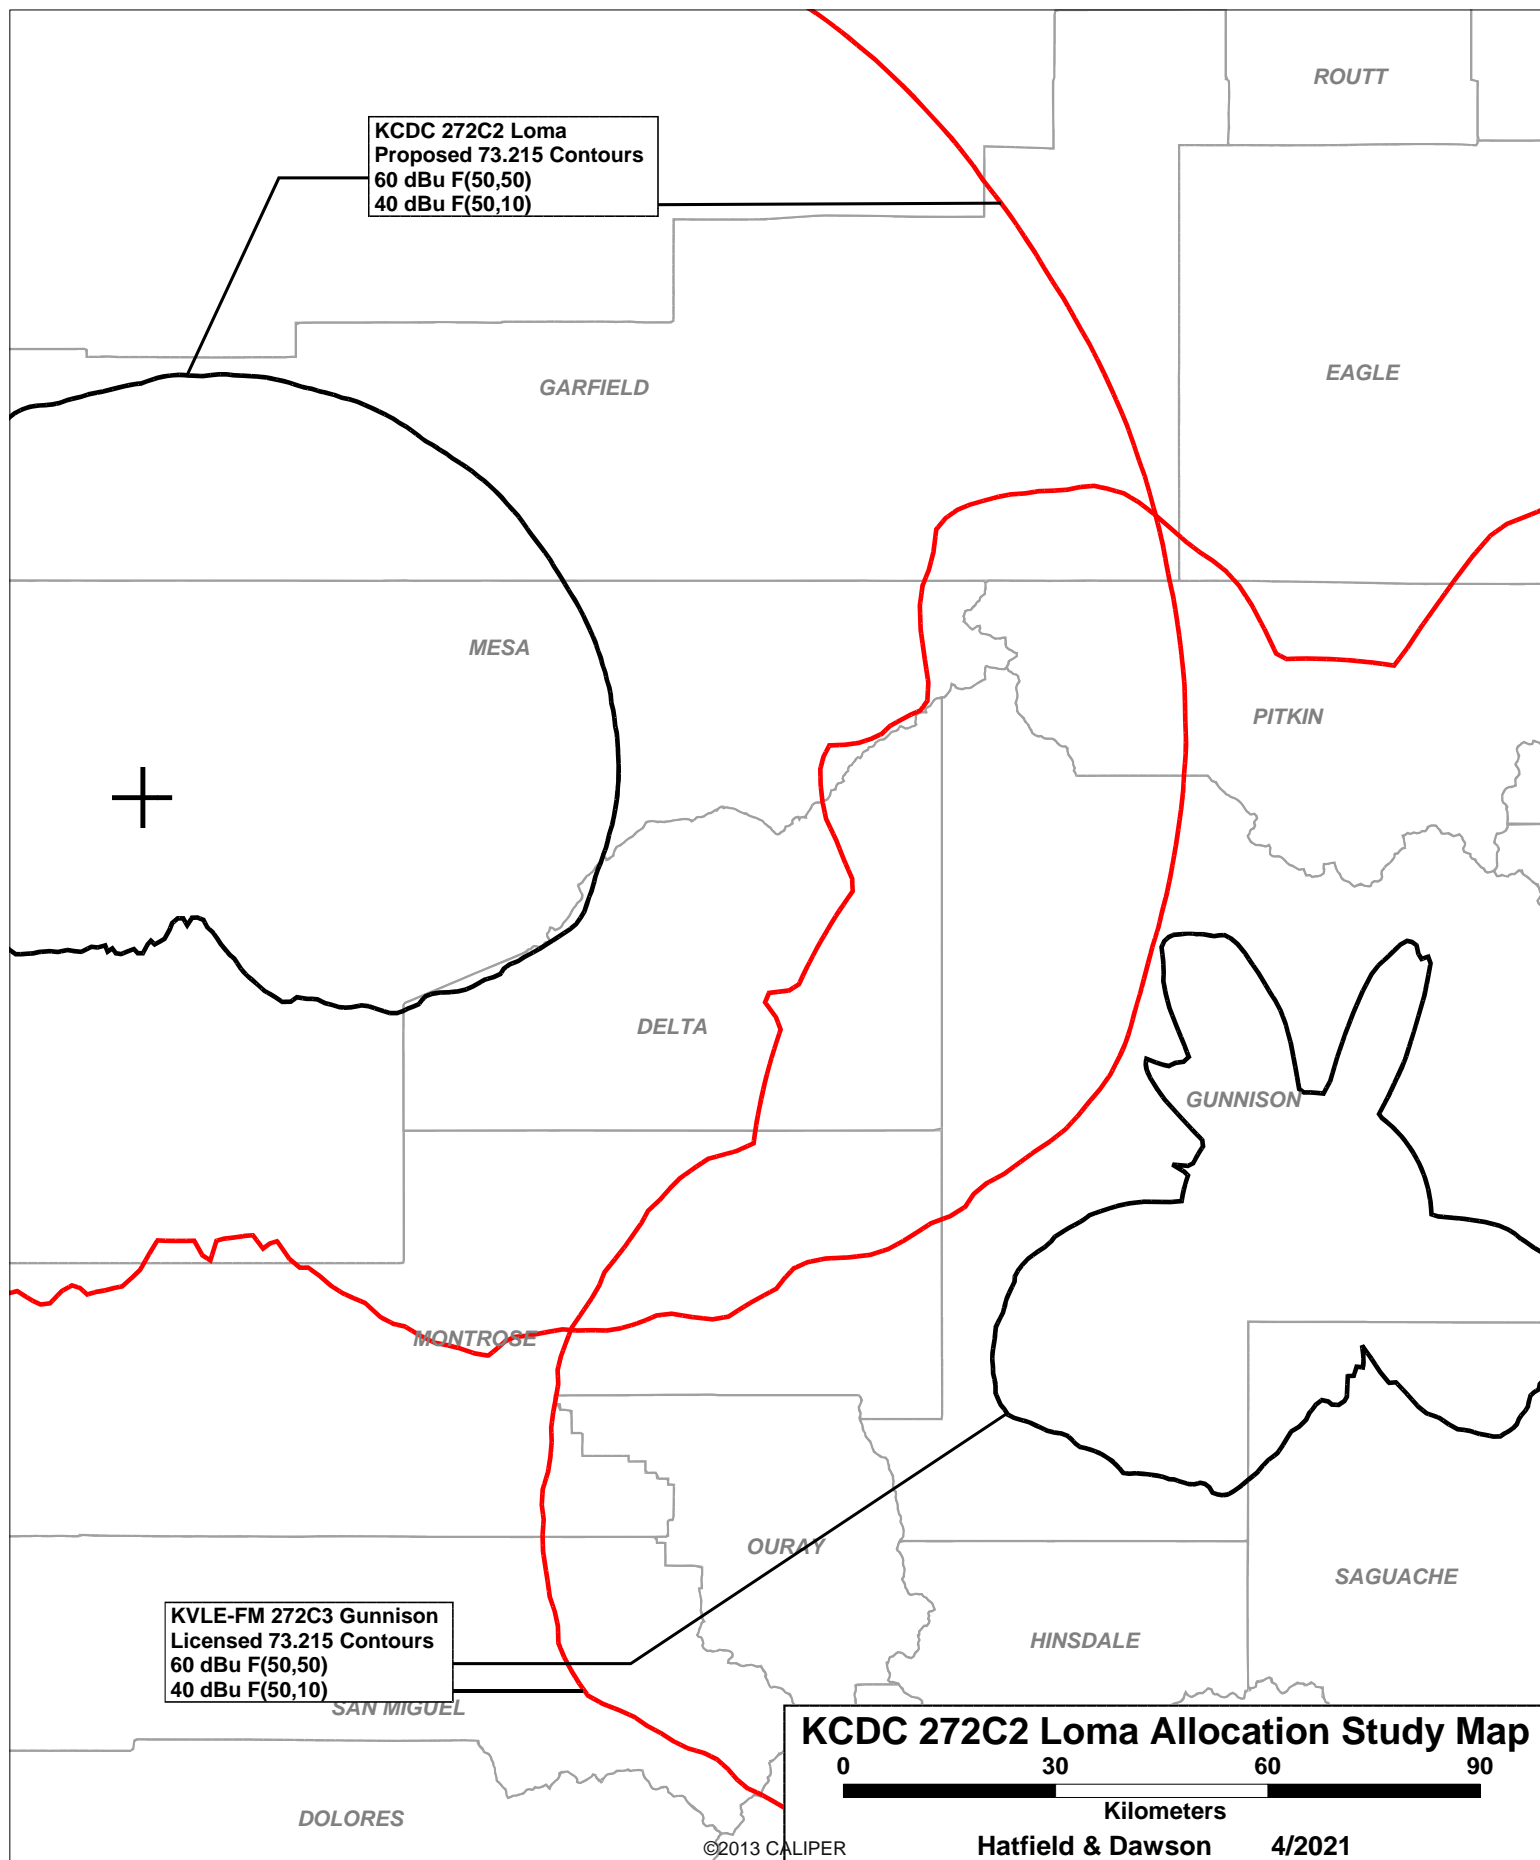 ROUTT
KCDC 272C2 Loma
Proposed 73.215 Contours
60 dBu F(50,50)
40 dBu F(50,10)
GARFIELD
EAGLE
MESA
PITKIN
DELTA
GUNNISON
MONTROSE
OURAY
SAGUACHE
KVLE-FM 272C3 Gunnison
Licensed 73.215 Contours
60 dBu F(50,50)
40 dBu F(50,10)
HINSDALE
SAN MIGUEL
KCDC 272C2 Loma Allocation Study Map
0 30 60 90
Kilometers
DOLORES
©2013 CALIPER
Hatfield & Dawson 4/2021